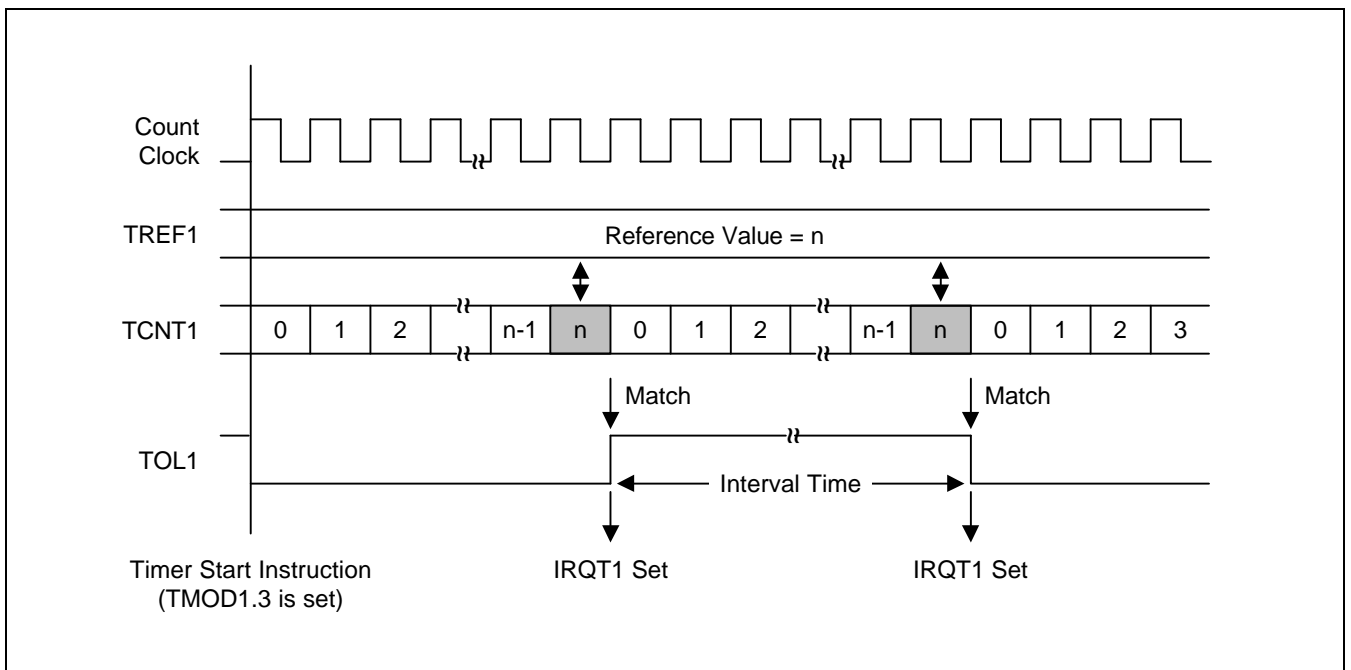 Count
Clock
TREF1
Reference Value = n
TCNT1
0 1 2 n-1 n 0 1 2 n-1 n 0 1 2 3
Match Match
TOL1
Interval Time
Timer Start Instruction
(TMOD1.3 is set)
IRQT1 Set IRQT1 Set